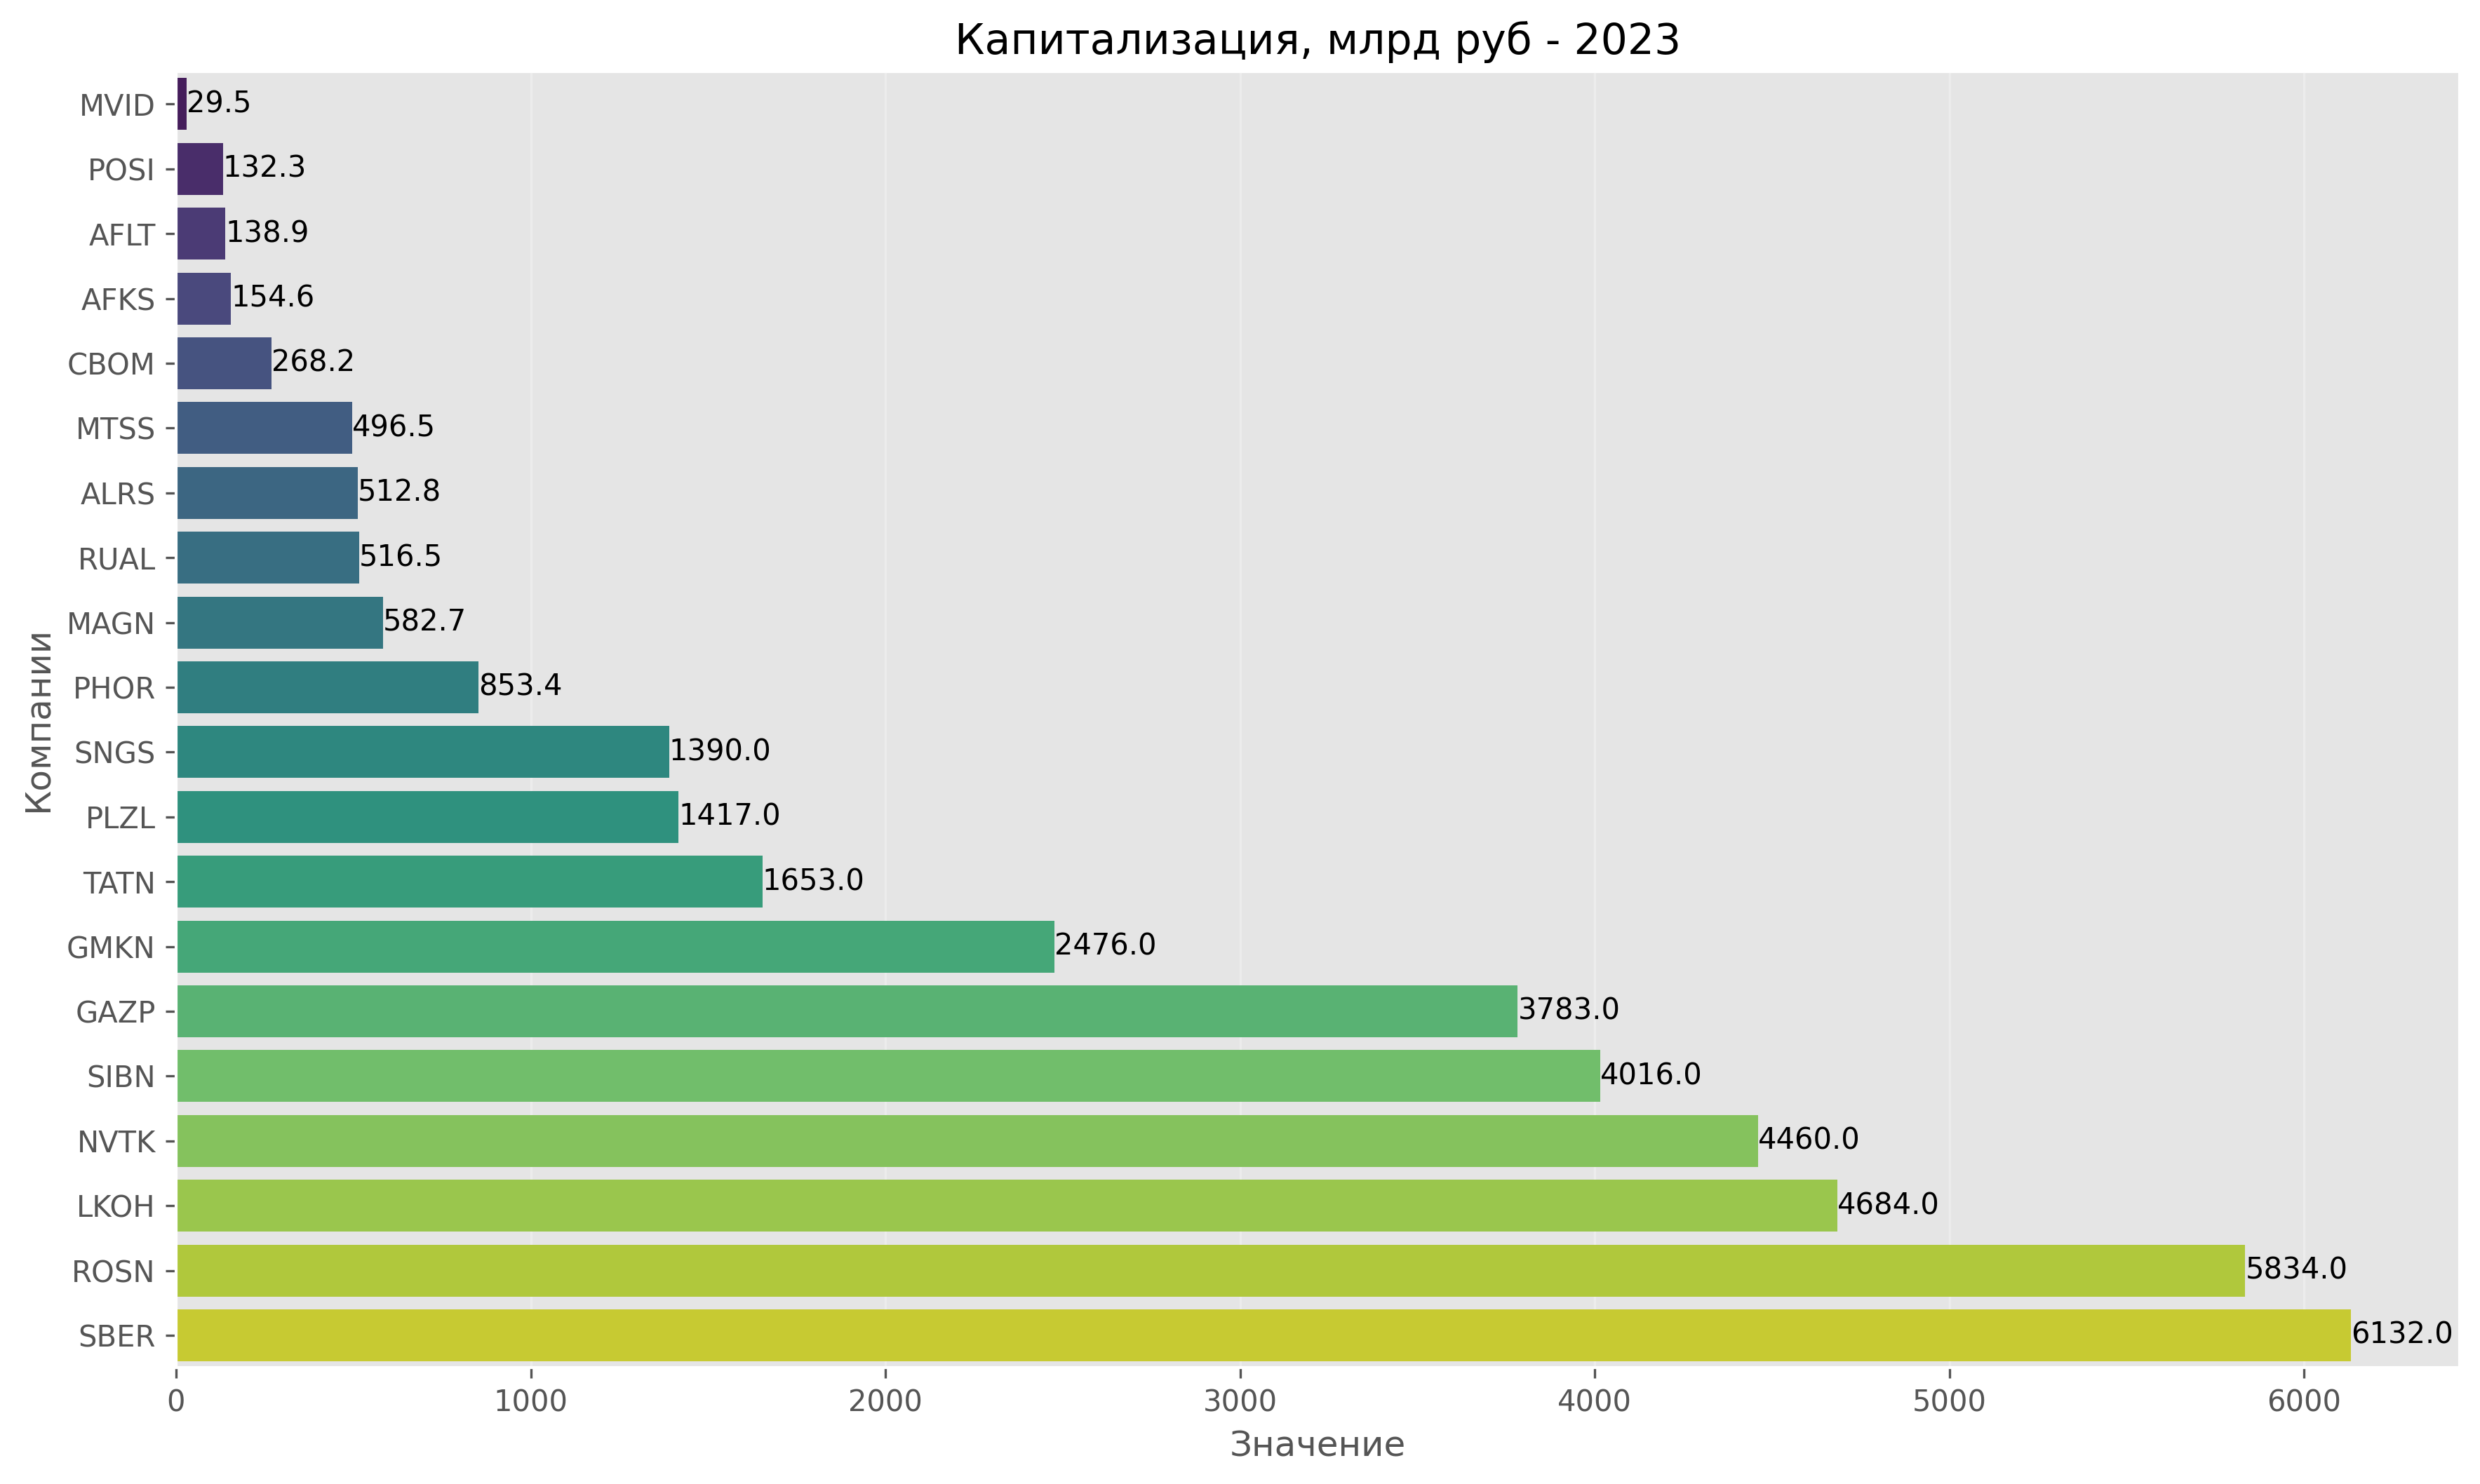 Капитализация, млрд руб - 2023
Компании
MVID 29.5
POSI 132.3
AFLT 138.9
AFKS 154.6
CBOM 268.2
MTSS 496.5
ALRS 512.8
RUAL 516.5
MAGN 582.7
PHOR 853.4
SNGS 1390.0
PLZL 1417.0
TATN 1653.0
GMKN 2476.0
GAZP 3783.0
SIBN 4016.0
NVTK 4460.0
LKOH 4684.0
ROSN 5834.0
SBER 6132.0
0 1000 2000 3000 4000 5000 6000
Значение